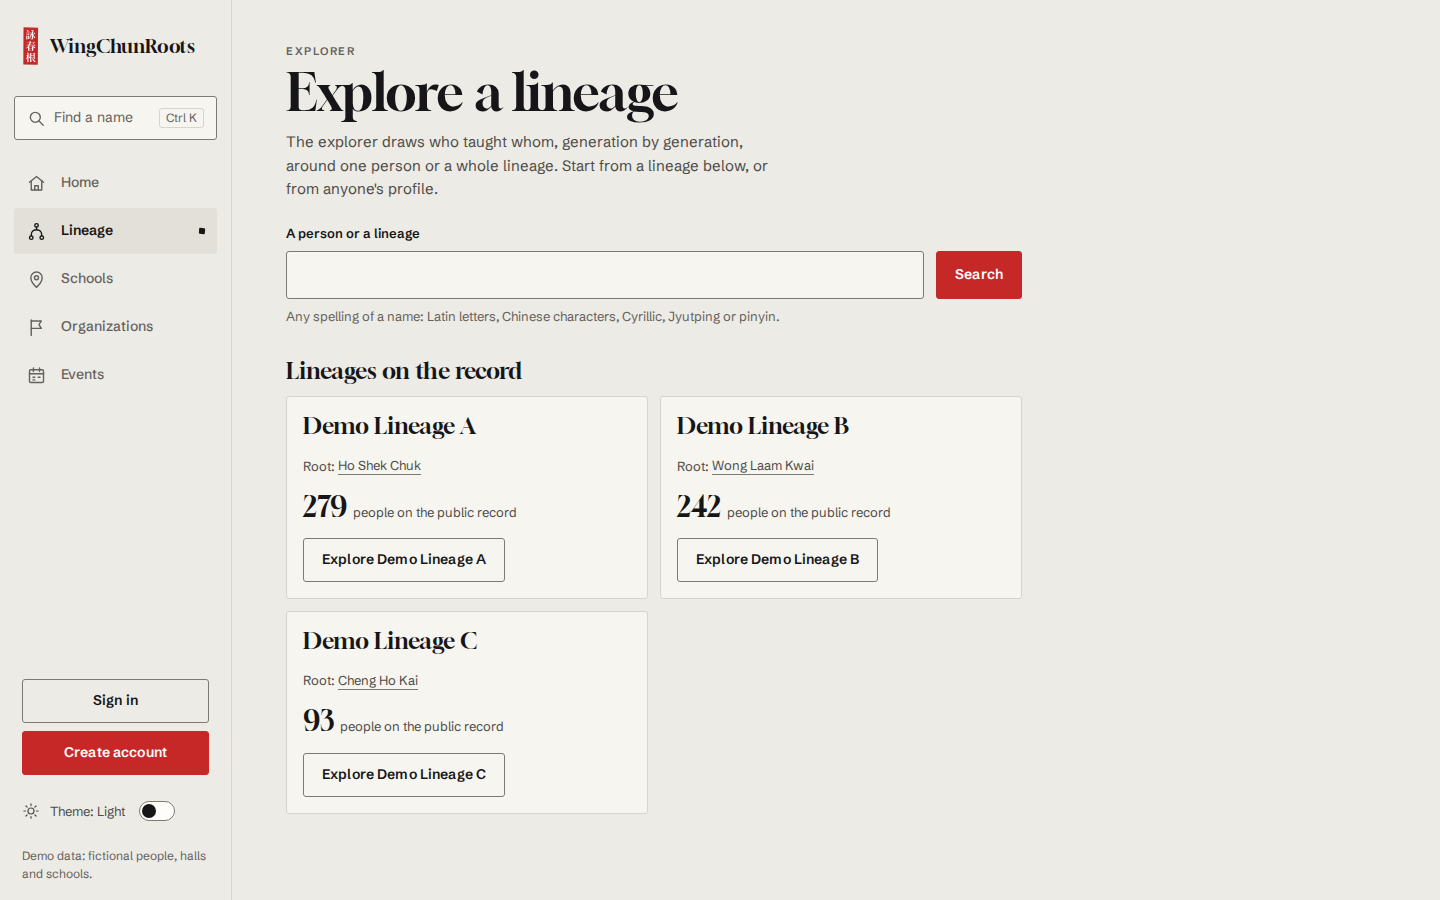 詠春根
WingChunRoots
Find a name
Ctrl K
Home
Lineage
Schools
Organizations
Events
Sign in
Create account
Theme: Light
Demo data: fictional people, halls
and schools.
EXPLORER
Explore a lineage
The explorer draws who taught whom, generation by generation,
around one person or a whole lineage. Start from a lineage below, or
from anyone's profile.
A person or a lineage
Search
Any spelling of a name: Latin letters, Chinese characters, Cyrillic, Jyutping or pinyin.
Lineages on the record
Demo Lineage A
Root: Ho Shek Chuk
279 people on the public record
Explore Demo Lineage A
Demo Lineage B
Root: Wong Laam Kwai
242 people on the public record
Explore Demo Lineage B
Demo Lineage C
Root: Cheng Ho Kai
93 people on the public record
Explore Demo Lineage C